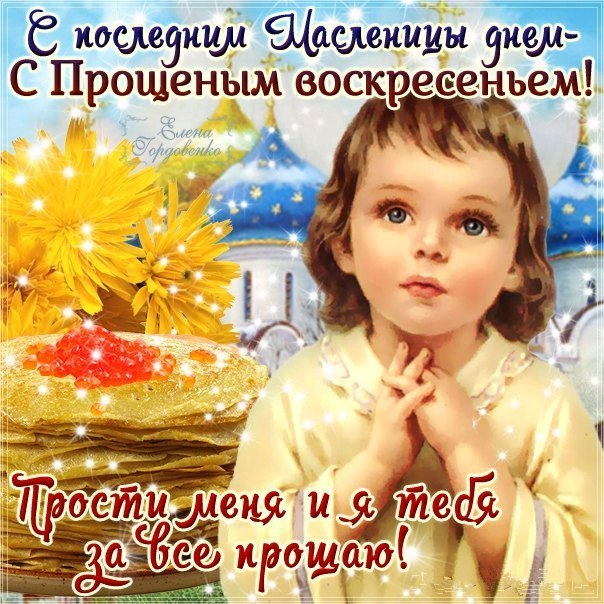 С последним Масленицы днем-
С Прощеным воскресеньем!
Елена
Гордовенко
Прости меня и я тебя
за все прощаю!